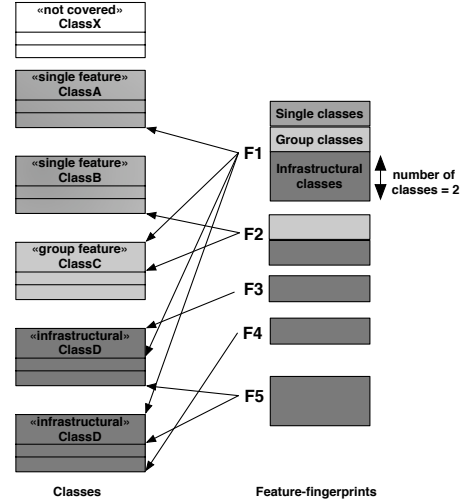 «not covered»
ClassX
«single feature»
ClassA
«single feature»
ClassB
«group feature»
ClassC
«infrastructural»
ClassD
«infrastructural»
ClassD
Classes
F1
F2
F3
F4
F5
Single classes
Group classes
Infrastructural
classes
number of
classes = 2
Feature-fingerprints